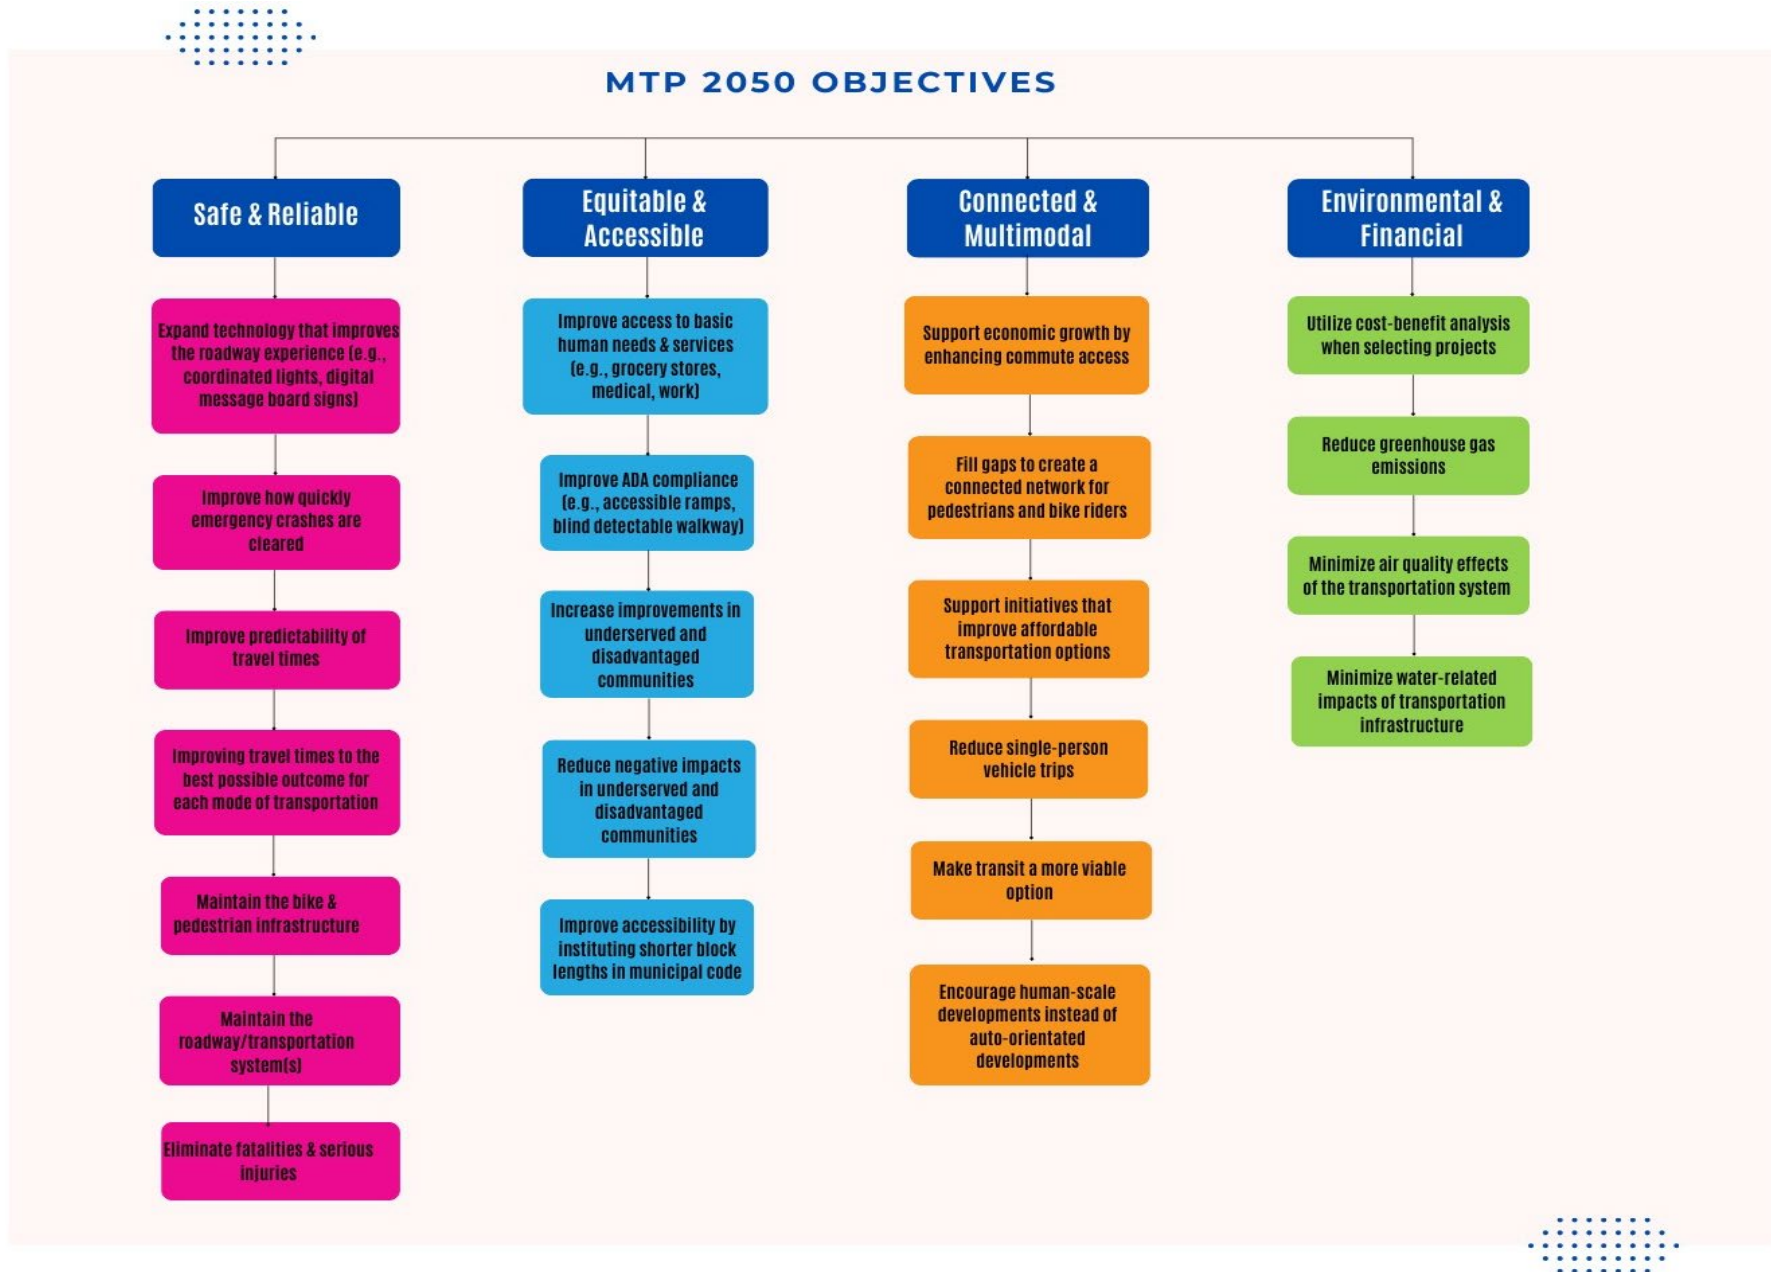 MTP 2050 OBJECTIVES
Safe & Reliable
Expand technology that improves
the roadway experience (e.g.,
coordinated lights, digital
message board signs)
Improve how quickly
emergency crashes are
cleared
Improve predictability of
travel times
Improving travel times to the
best possible outcome for
each mode of transportation
Maintain the bike &
pedestrian infrastructure
Maintain the
roadway/transportation
system(s)
Eliminate fatalities & serious
injuries
Equitable &
Accessible
Improve access to basic
human needs & services
(e.g., grocery stores,
medical, work)
Improve ADA compliance
(e.g., accessible ramps,
blind detectable walkway)
Increase improvements in
underserved and
disadvantaged
communities
Reduce negative impacts
in underserved and
disadvantaged
communities
Improve accessibility by
instituting shorter block
lengths in municipal code
Connected &
Multimodal
Support economic growth by
enhancing commute access
Fill gaps to create a
connected network for
pedestrians and bike riders
Support initiatives that
improve affordable
transportation options
Reduce single-person
vehicle trips
Make transit a more viable
option
Encourage human-scale
developments instead of
auto-orientated
developments
Environmental &
Financial
Utilize cost-benefit analysis
when selecting projects
Reduce greenhouse gas
emissions
Minimize air quality effects
of the transportation system
Minimize water-related
impacts of transportation
infrastructure